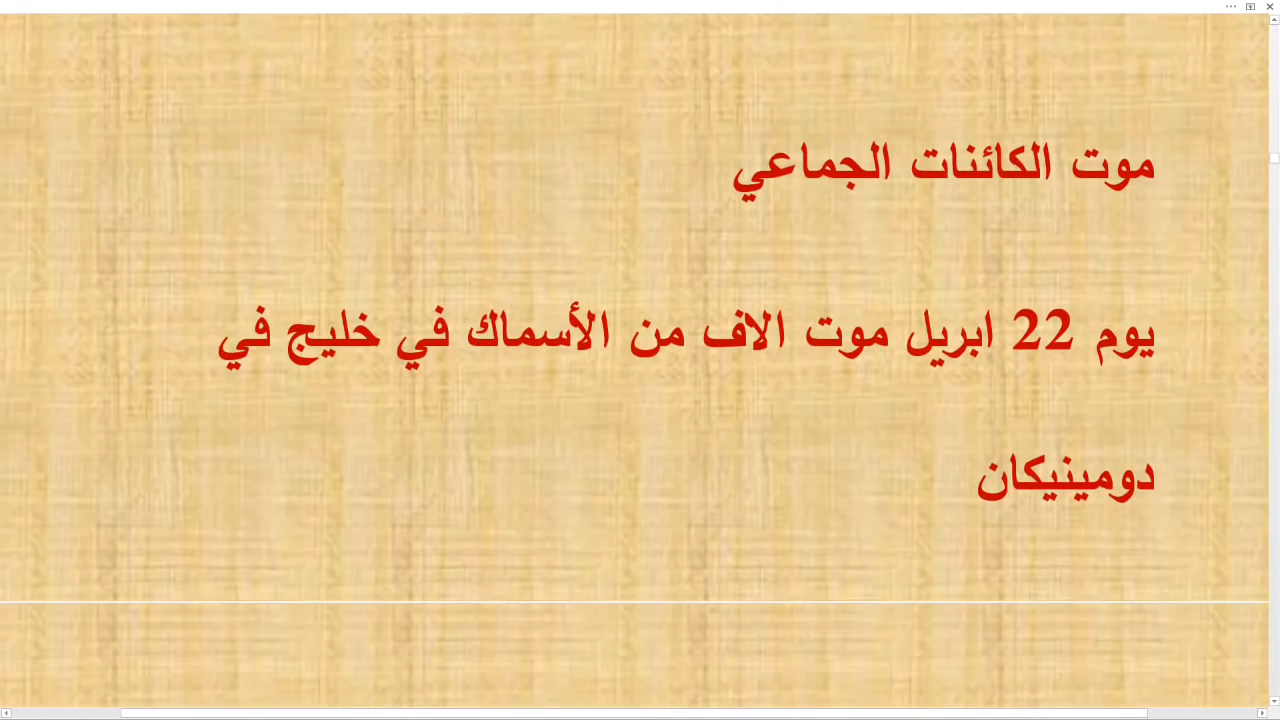 موت الكائنات الجماعي
يوم 22 ابريل موت الاف من الأسماك في خليج في
دومينيكان